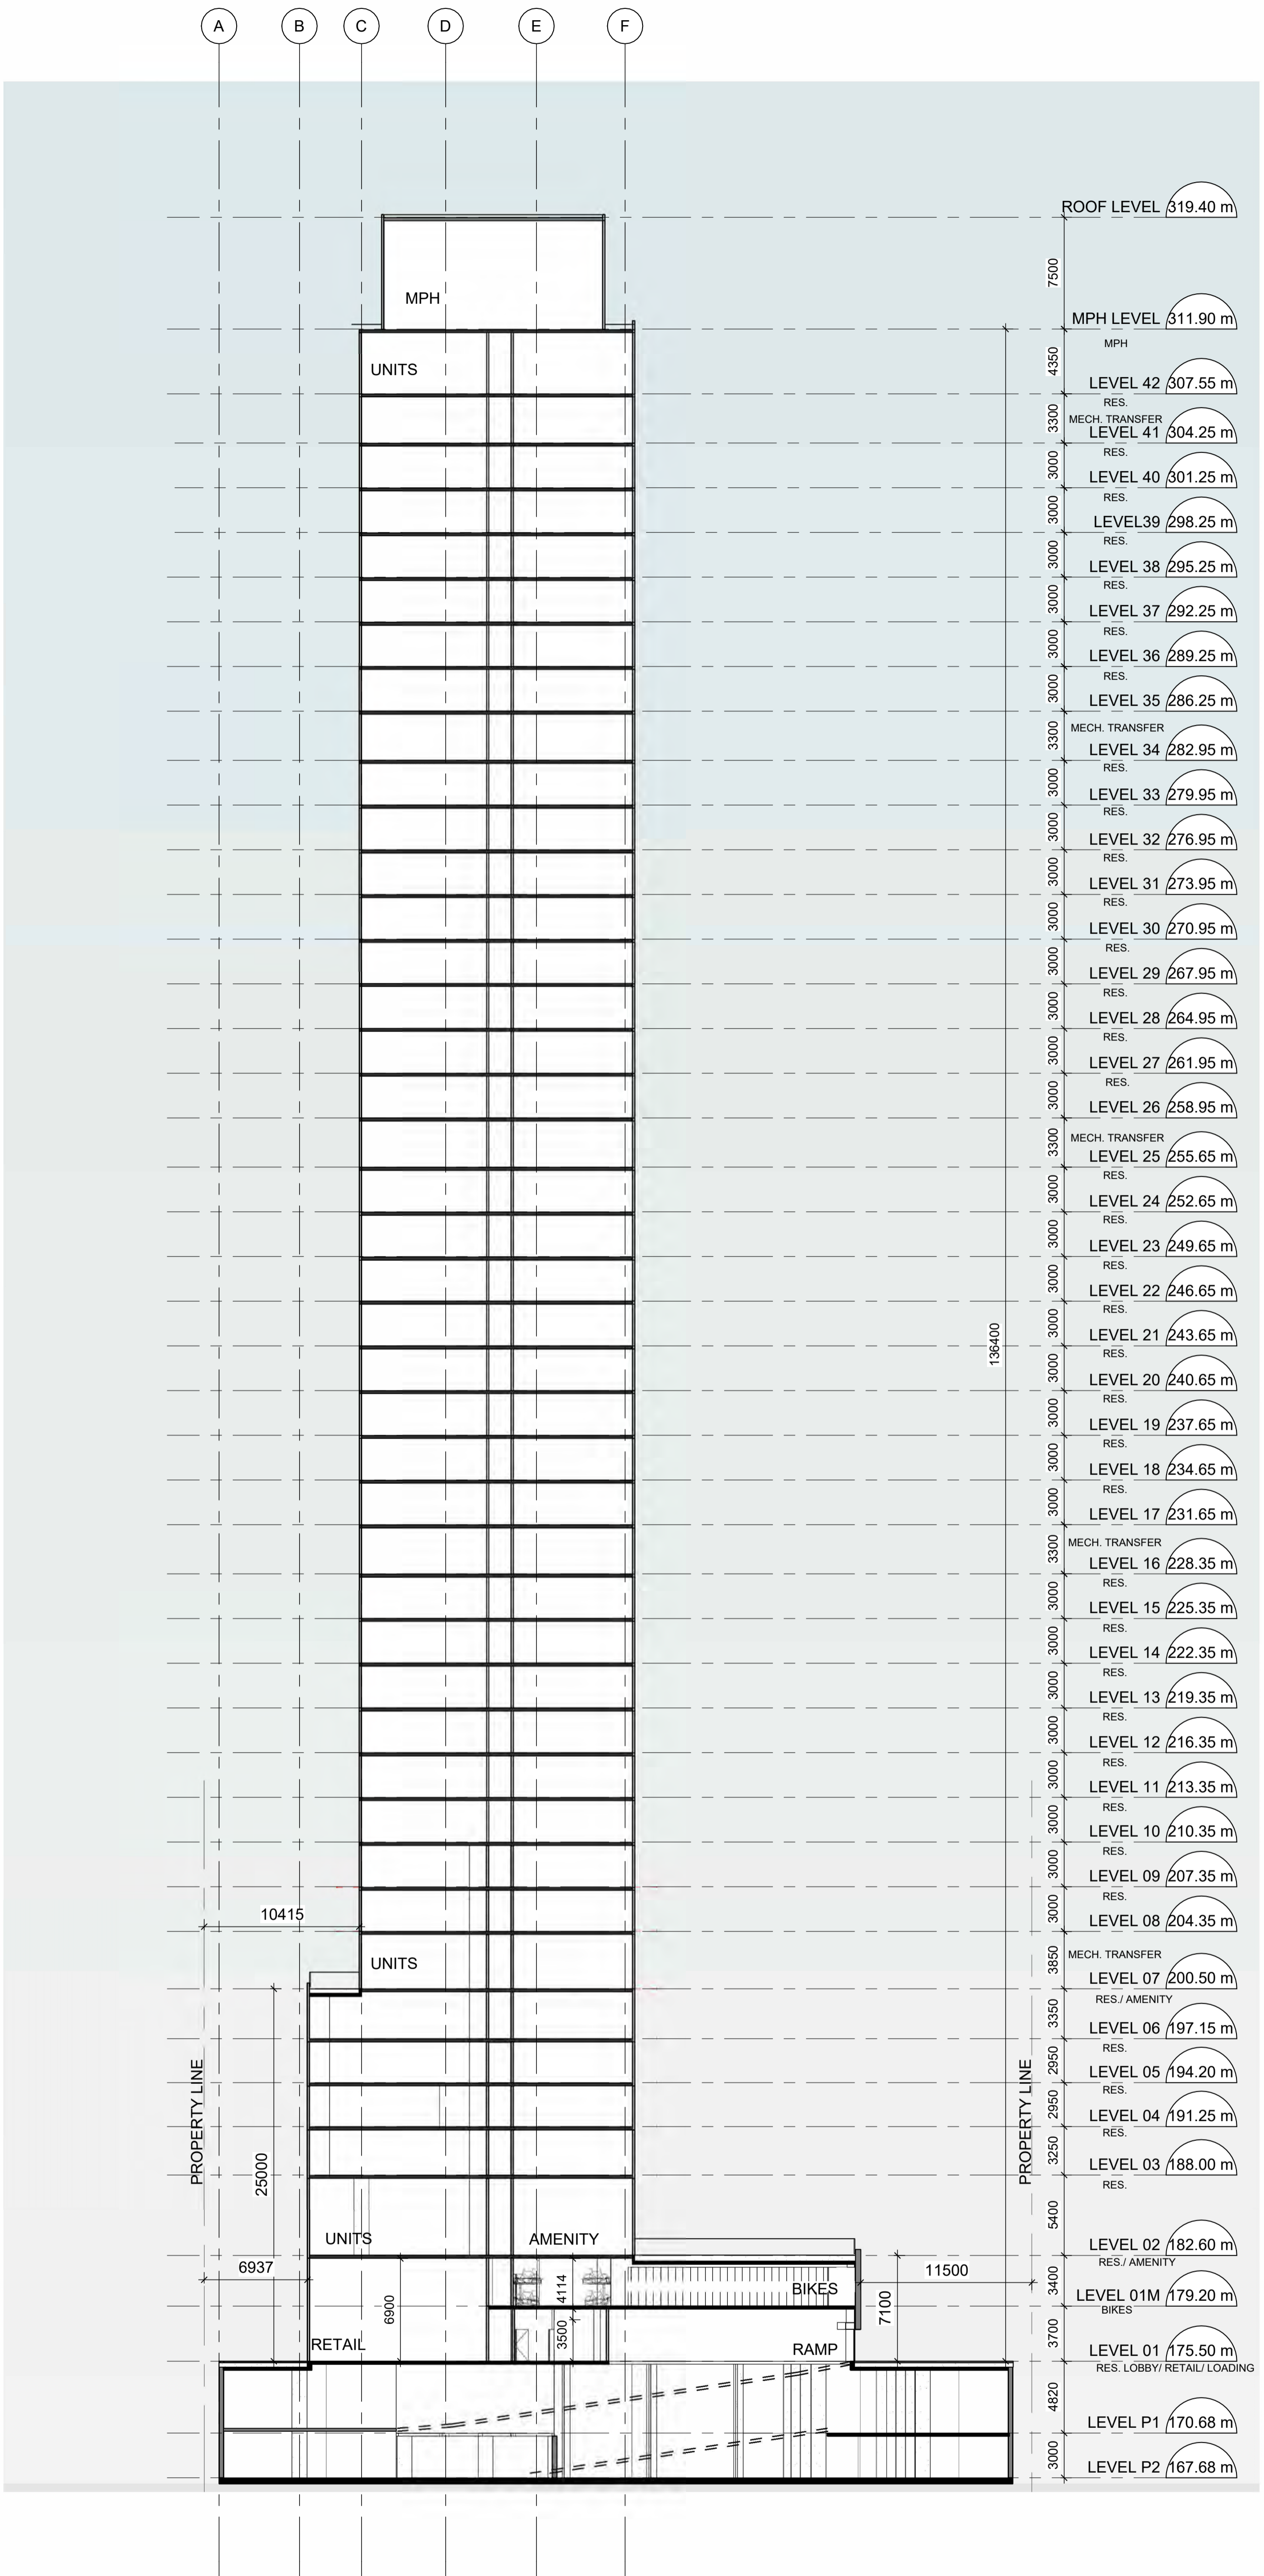 A B C D E F
ROOF LEVEL 319.40 m
7500
MPH
MPH LEVEL 311.90 m
MPH
4350
UNITS
LEVEL 42 307.55 m
RES.
3300
MECH. TRANSFER
LEVEL 41 304.25 m
RES.
3000
LEVEL 40 301.25 m
RES.
3000
LEVEL39 298.25 m
RES.
3000
LEVEL 38 295.25 m
RES.
3000
LEVEL 37 292.25 m
RES.
3000
LEVEL 36 289.25 m
RES.
3000
LEVEL 35 286.25 m
MECH. TRANSFER
3300
LEVEL 34 282.95 m
RES.
3000
LEVEL 33 279.95 m
RES.
3000
LEVEL 32 276.95 m
RES.
3000
LEVEL 31 273.95 m
RES.
3000
LEVEL 30 270.95 m
RES.
3000
LEVEL 29 267.95 m
RES.
3000
LEVEL 28 264.95 m
RES.
3000
LEVEL 27 261.95 m
RES.
3000
LEVEL 26 258.95 m
MECH. TRANSFER
3300
LEVEL 25 255.65 m
RES.
3000
LEVEL 24 252.65 m
RES.
3000
LEVEL 23 249.65 m
RES.
3000
LEVEL 22 246.65 m
RES.
3000
LEVEL 21 243.65 m
136400
RES.
3000
LEVEL 20 240.65 m
RES.
3000
LEVEL 19 237.65 m
RES.
3000
LEVEL 18 234.65 m
RES.
3000
LEVEL 17 231.65 m
MECH. TRANSFER
3300
LEVEL 16 228.35 m
RES.
3000
LEVEL 15 225.35 m
RES.
3000
LEVEL 14 222.35 m
RES.
3000
LEVEL 13 219.35 m
RES.
3000
LEVEL 12 216.35 m
RES.
3000
LEVEL 11 213.35 m
RES.
3000
LEVEL 10 210.35 m
RES.
3000
LEVEL 09 207.35 m
RES.
3000
10415
LEVEL 08 204.35 m
MECH. TRANSFER
3850
UNITS
LEVEL 07 200.50 m
RES./ AMENITY
3350
LEVEL 06 197.15 m
RES.
2950
LEVEL 05 194.20 m
RES.
2950
LEVEL 04 191.25 m
RES.
PROPERTY LINE
PROPERTY LINE
25000
3250
LEVEL 03 188.00 m
RES.
5400
UNITS
AMENITY
LEVEL 02 182.60 m
RES./ AMENITY
6937
11500
3400
BIKES
4114
LEVEL 01M 179.20 m
BIKES
6900
7100
3500
3700
RETAIL
RAMP
LEVEL 01 175.50 m
RES. LOBBY/ RETAIL/ LOADING
4820
LEVEL P1 170.68 m
3000
LEVEL P2 167.68 m